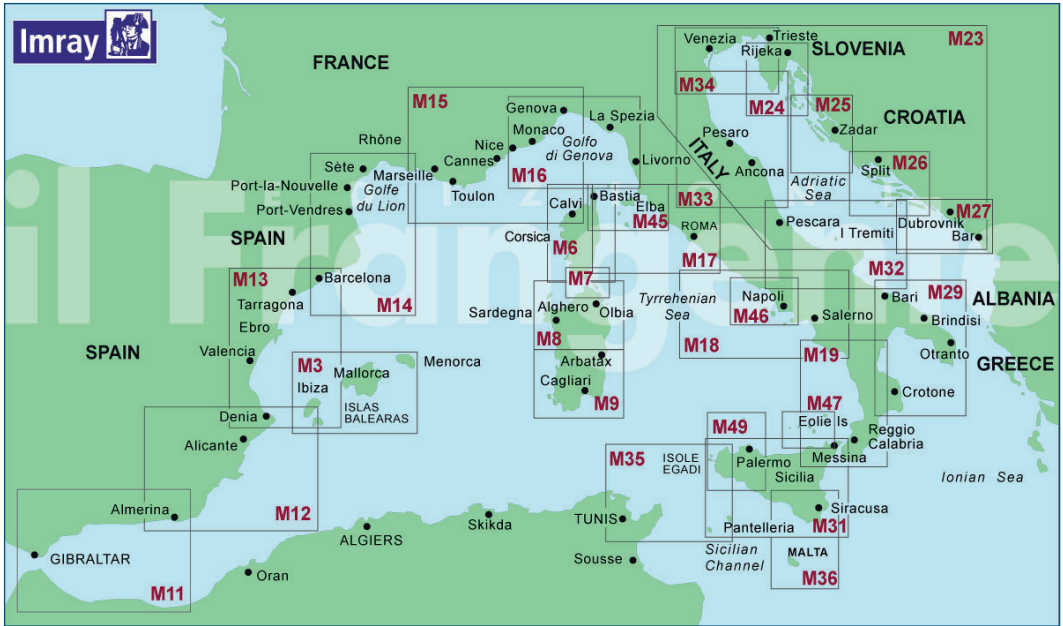 Imray
il Frangente
FRANCE
SLOVENIA
CROATIA
ITALY
SPAIN
SPAIN
ALBANIA
GREECE
M23
Venezia
Trieste
Rijeka
M34
M24
M25
Zadar
M26
Split
Pesaro
Ancona
Adriatic
Sea
M33
M15
Genova
La Spezia
Monaco
Golfo
di Genova
Nice
Cannes
Livorno
M16
Rhône
Sète
Marseille
Toulon
Port-la-Nouvelle
Golfe
du Lion
Port-Vendres
Calvi
Bastia
Elba
M45
Corsica
M6
ROMA
M17
M7
Pescara
I Tremiti
Dubrovnik
M27
Bar
M32
M13
Barcelona
Tarragona
M14
Ebro
Valencia
M3
Mallorca
Menorca
Ibiza
ISLAS
BALEARAS
Denia
Alicante
Sardegna
Alghero
Olbia
M8
Arbatax
Cagliari
M9
Tyrrehenian
Sea
Napoli
M46
Salerno
M18
M19
Bari
M29
Brindisi
Otranto
Crotone
M47
Eplie Is
Reggio
Calabria
Messina
M49
Palermo
Sicilia
ISOLE
EGADI
M35
Ionian Sea
Almerina
M12
GIBRALTAR
M11
Oran
ALGIERS
Skikda
TUNIS
Sousse
Pantelleria
Siracusa
M31
Sicilian
Channel
MALTA
M36